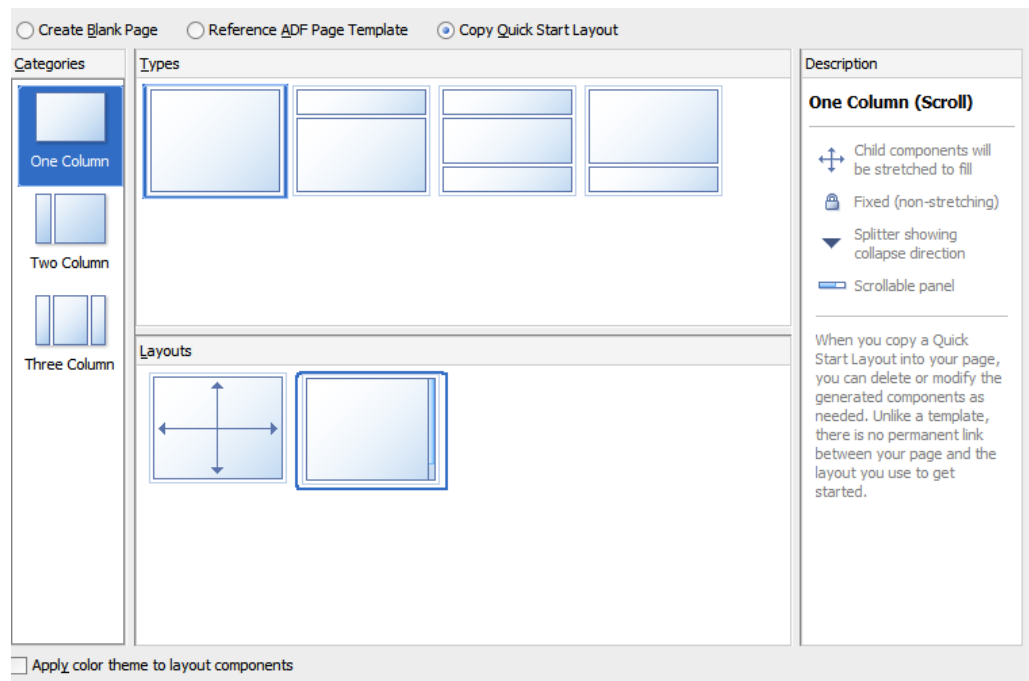 Create Blank Page
Reference ADF Page Template
Copy Quick Start Layout
Categories
One Column
Two Column
Three Column
Types
Layouts
Description
One Column (Scroll)
Child components will
be stretched to fill
Fixed (non-stretching)
Splitter showing
collapse direction
Scrollable panel
When you copy a Quick
Start Layout into your page,
you can delete or modify the
generated components as
needed. Unlike a template,
there is no permanent link
between your page and the
layout you use to get
started.
Apply color theme to layout components